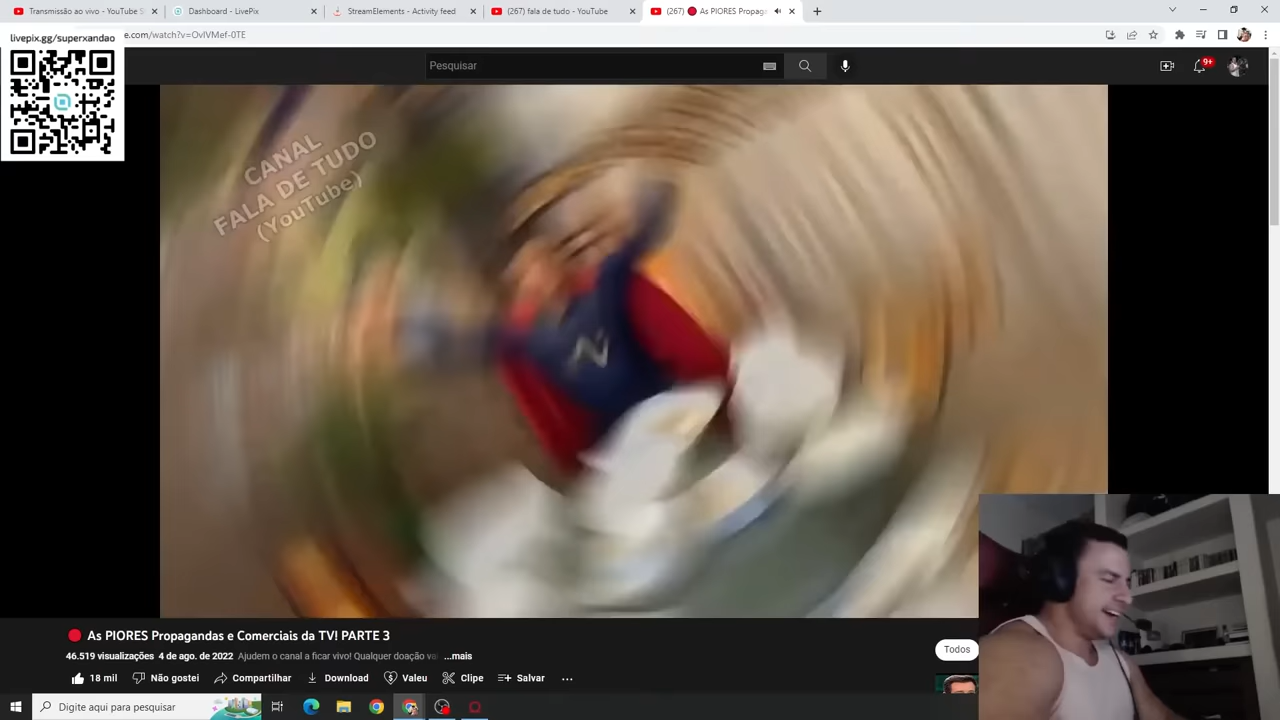 Transmissão ao vivo - YouTube S
Dashboard - LivePix
StreamElements - Activity feed
(267) fala de tudo - YouTube
(267) 🔴 As PIORES Propaga
livepix.gg/superxandao
e.com/watch?v=OvIVMef-0TE
Pesquisar
9+
CANAL
FALA DE TUDO
(YouTube)
N
🔴 As PIORES Propagandas e Comerciais da TV! PARTE 3
46.519 visualizações 4 de ago. de 2022 Ajudem o canal a ficar vivo! Qualquer doação va ...mais
Todos
18 mil Não gostei Compartilhar Download Valeu Clipe Salvar ...
Digite aqui para pesquisar